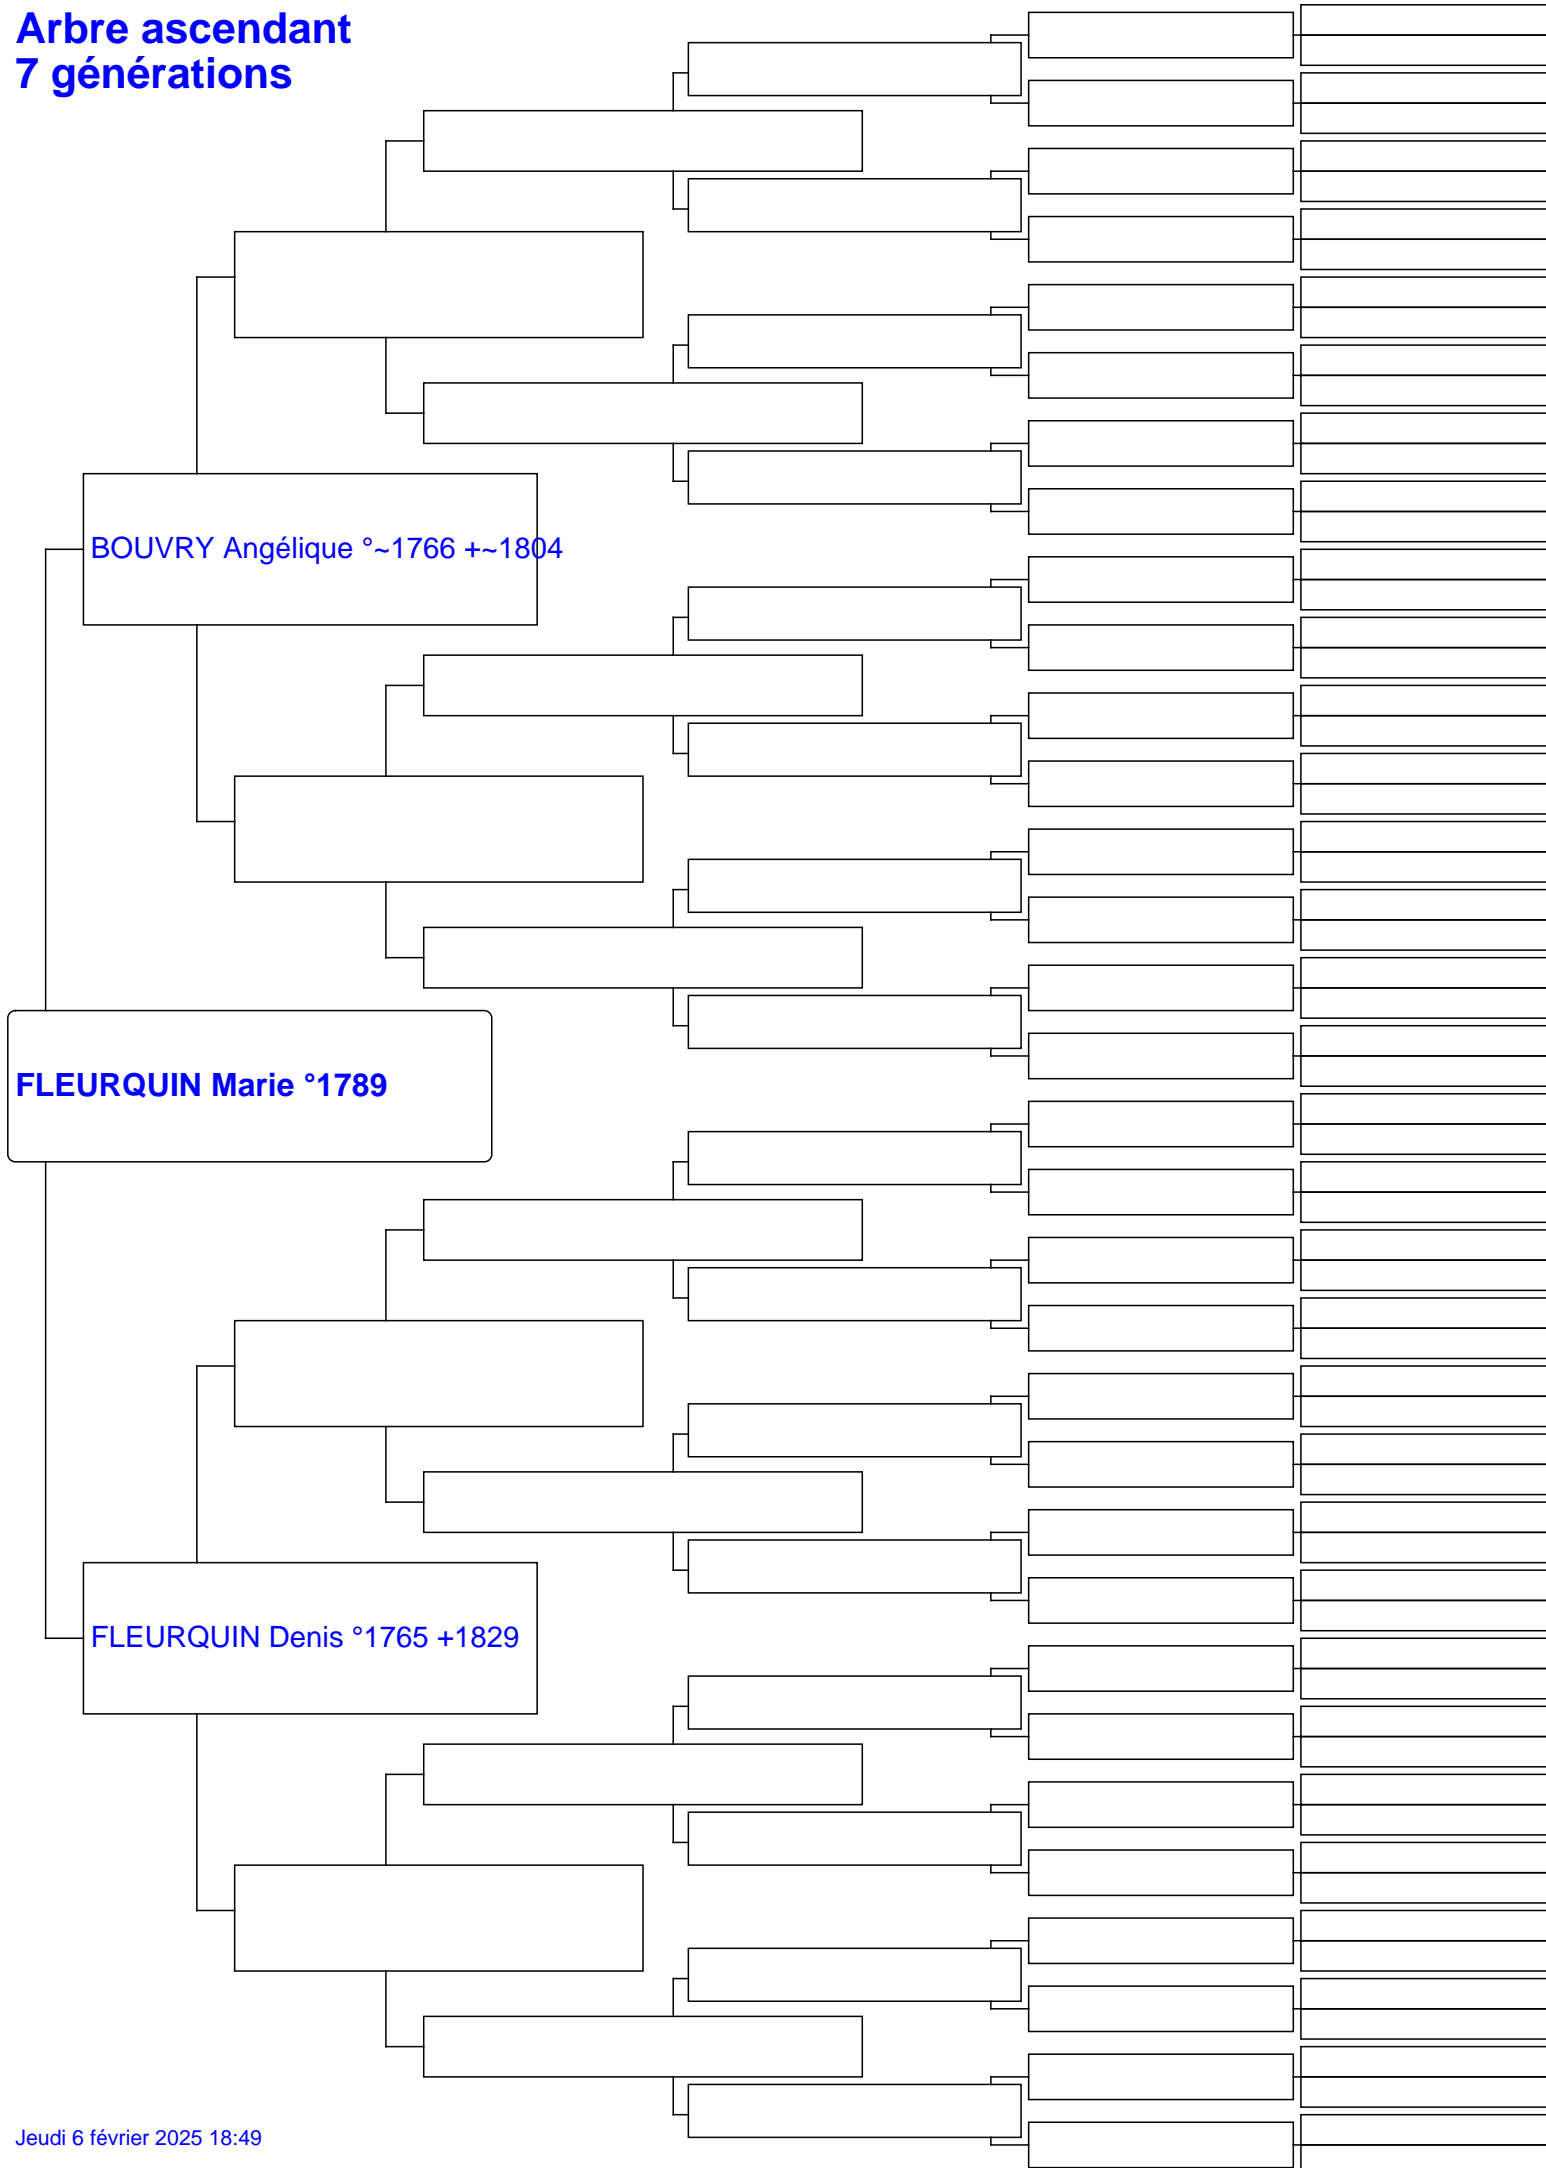 Arbre ascendant
7 générations
BOUVRY Angélique °~1766 +~1804
FLEURQUIN Marie °1789
FLEURQUIN Denis °1765 +1829
Jeudi 6 février 2025 18:49